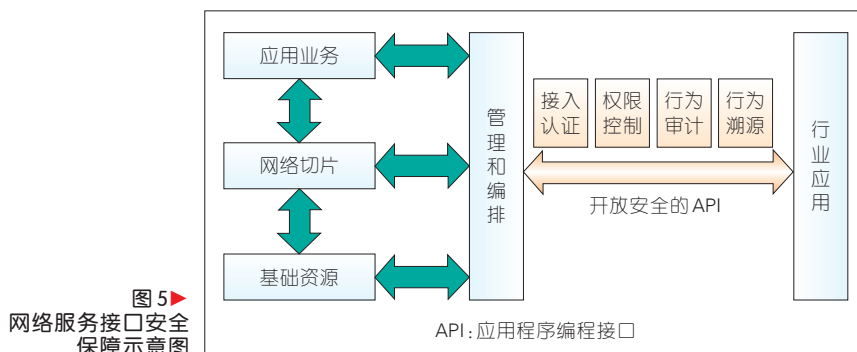 应用业务
网络切片
基础资源
管
理
和
编
排
接入
认证
权限
控制
行为
审计
行为
溯源
开放安全的API
行
业
应
用
API:应用程序编程接口
图5▶
网络服务接口安全
保障示意图